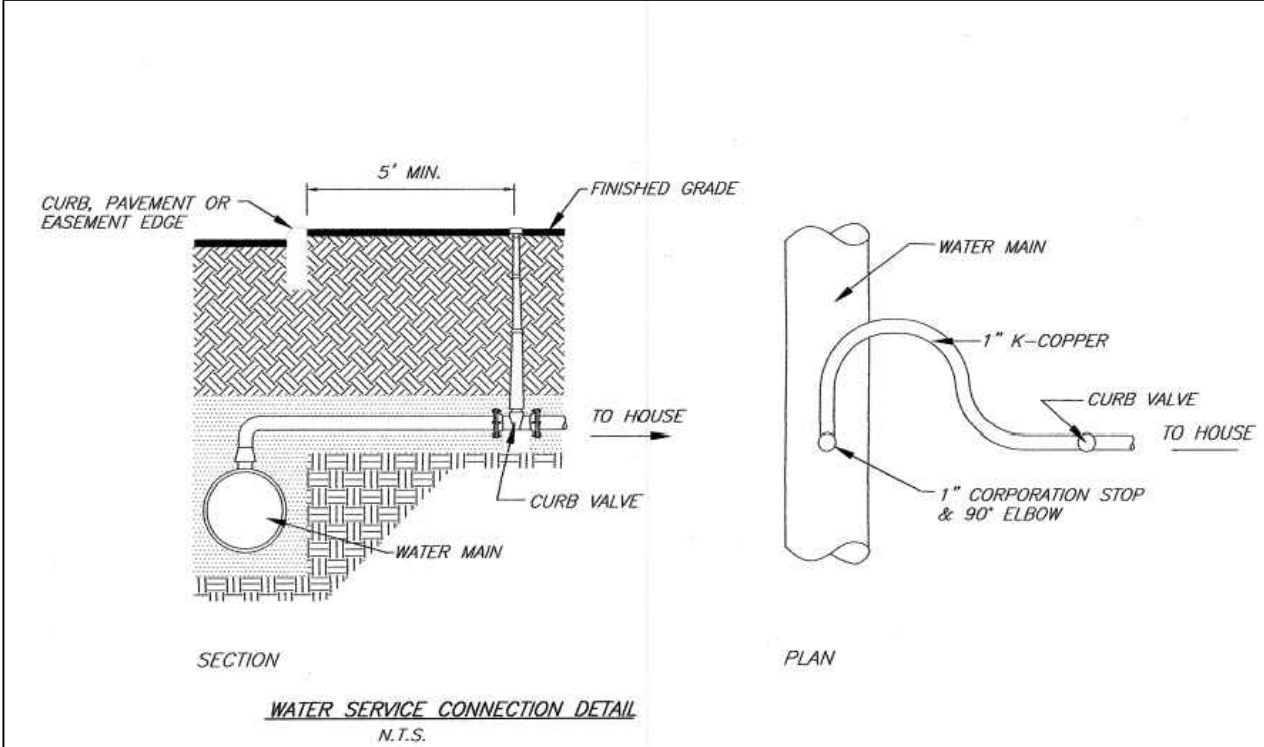 5' MIN.
CURB, PAVEMENT OR
EASEMENT EDGE
FINISHED GRADE
TO HOUSE
CURB VALVE
WATER MAIN
SECTION
WATER SERVICE CONNECTION DETAIL
N.T.S.
WATER MAIN
1" K-COPPER
CURB VALVE
TO HOUSE
1" CORPORATION STOP
& 90° ELBOW
PLAN